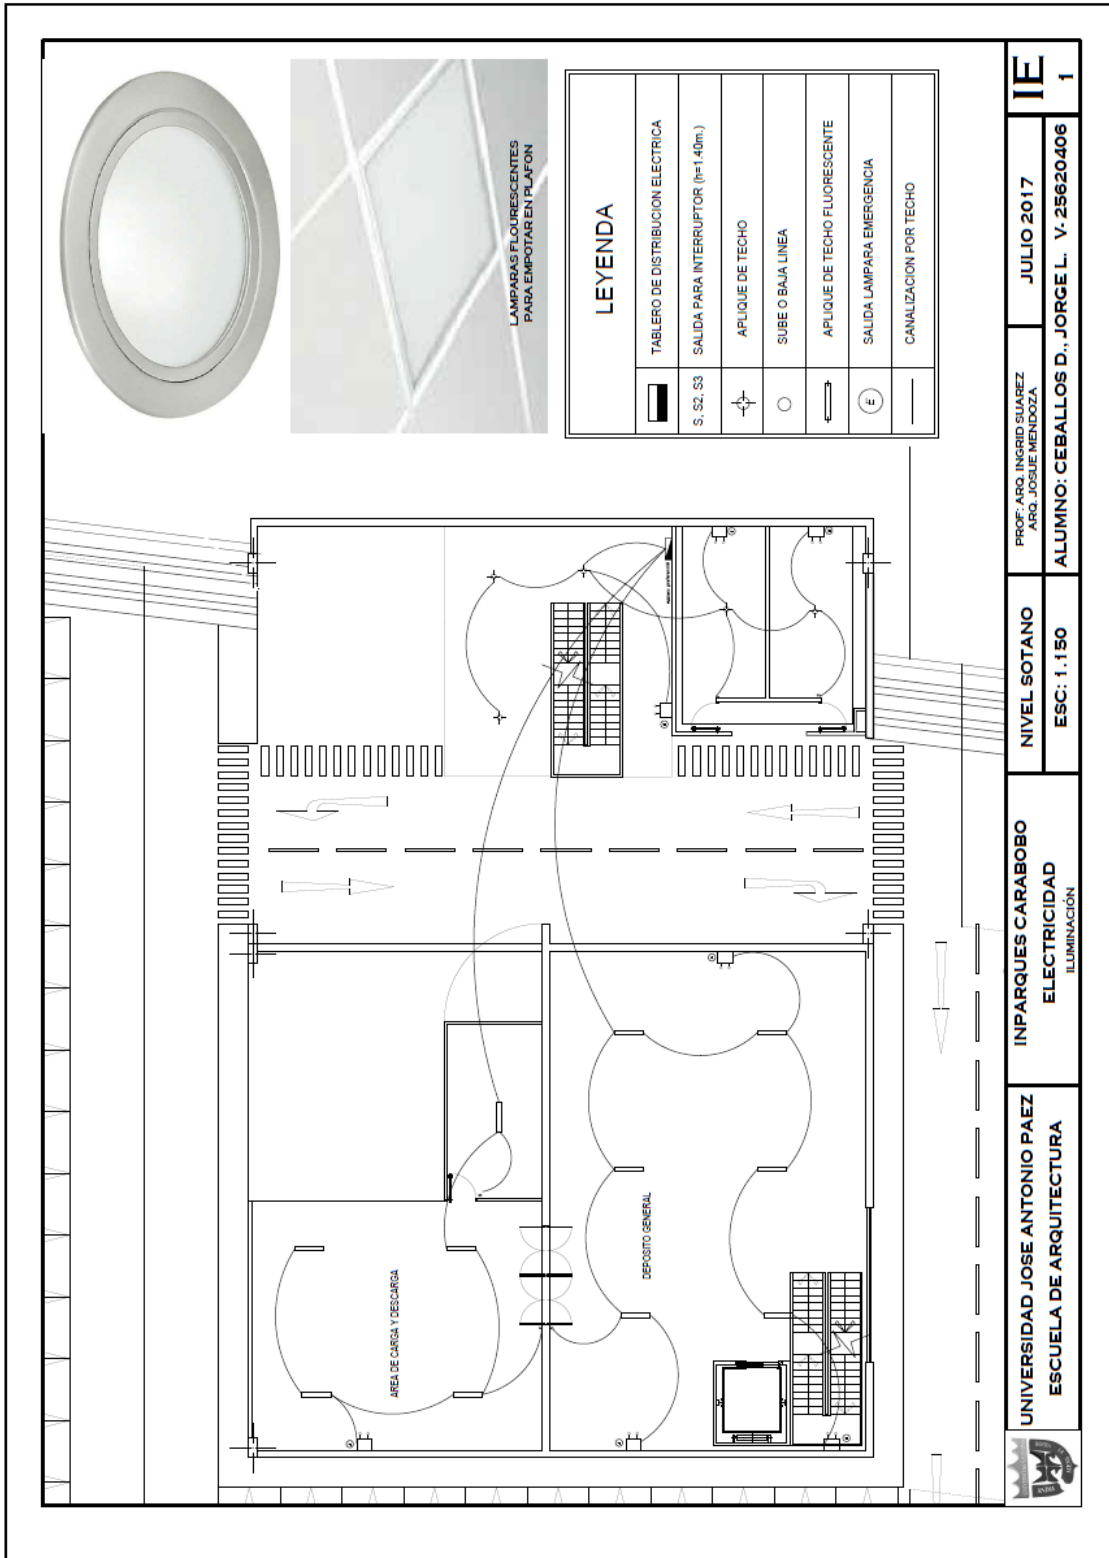 LAMPARAS FLOURESCENTES
PARA EMPOTAR EN PLAFON
LEYENDA
TABLERO DE DISTRIBUCION ELECTRICA
S, S2, S3 SALIDA PARA INTERRUPTOR (h=1.40m.)
APLIQUE DE TECHO
SUBE O BAJA LINEA
APLIQUE DE TECHO FLUORESCENTE
E SALIDA LAMPARA EMERGENCIA
CANALIZACION POR TECHO
AREA DE CARGA Y DESCARGA
DEPOSITO GENERAL
UNIVERSIDAD JOSE ANTONIO PAEZ
ESCUELA DE ARQUITECTURA
INPARQUES CARABOBO
ELECTRICIDAD
ILUMINACIÓN
NIVEL SOTANO
ESC: 1.150
PROF: ARQ. INGRID SUAREZ
ARQ. JOSUE MENDOZA
JULIO 2017
ALUMNO: CEBALLOS D., JORGE L. V- 25620406
IE
1